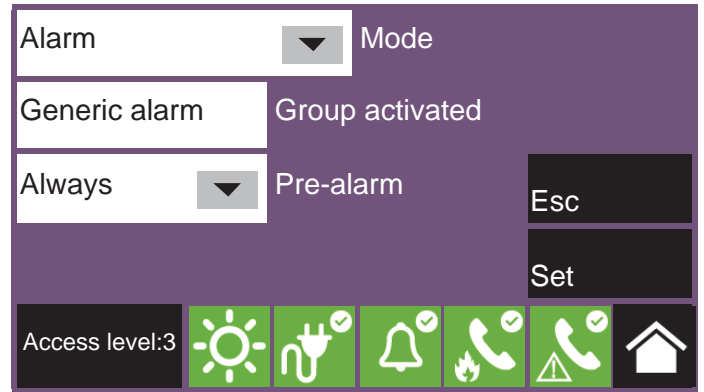 Alarm Mode
Generic alarm Group activated
Always Pre-alarm
Esc
Set
Access level:3